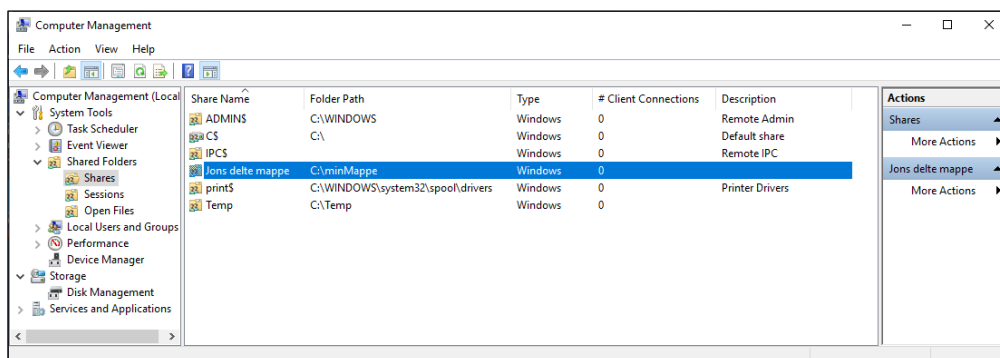 Computer Management
File Action View Help
Computer Management (Local
System Tools
Task Scheduler
Event Viewer
Shared Folders
Shares
Sessions
Open Files
Local Users and Groups
Performance
Device Manager
Storage
Disk Management
Services and Applications
Share Name Folder Path Type # Client Connections Description
ADMIN$ C:\WINDOWS Windows 0 Remote Admin
C$ C:\ Windows 0 Default share
IPC$ Windows 0 Remote IPC
Jons delte mappe C:\minMappe Windows 0
print$ C:\WINDOWS\system32\spool\drivers Windows 0 Printer Drivers
Temp C:\Temp Windows 0
Actions
Shares
More Actions
Jons delte mappe
More Actions